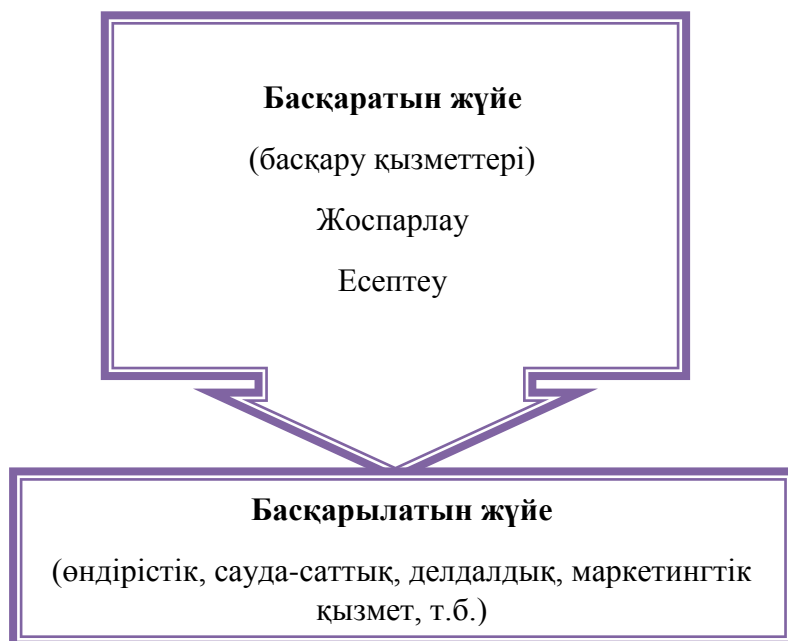 Басқаратын жүйе
(басқару қызметтері)
Жоспарлау
Есептеу
Басқарылатын жүйе
(өндірістік, сауда-саттық, делдалдық, маркетингтік
қызмет, т.б.)